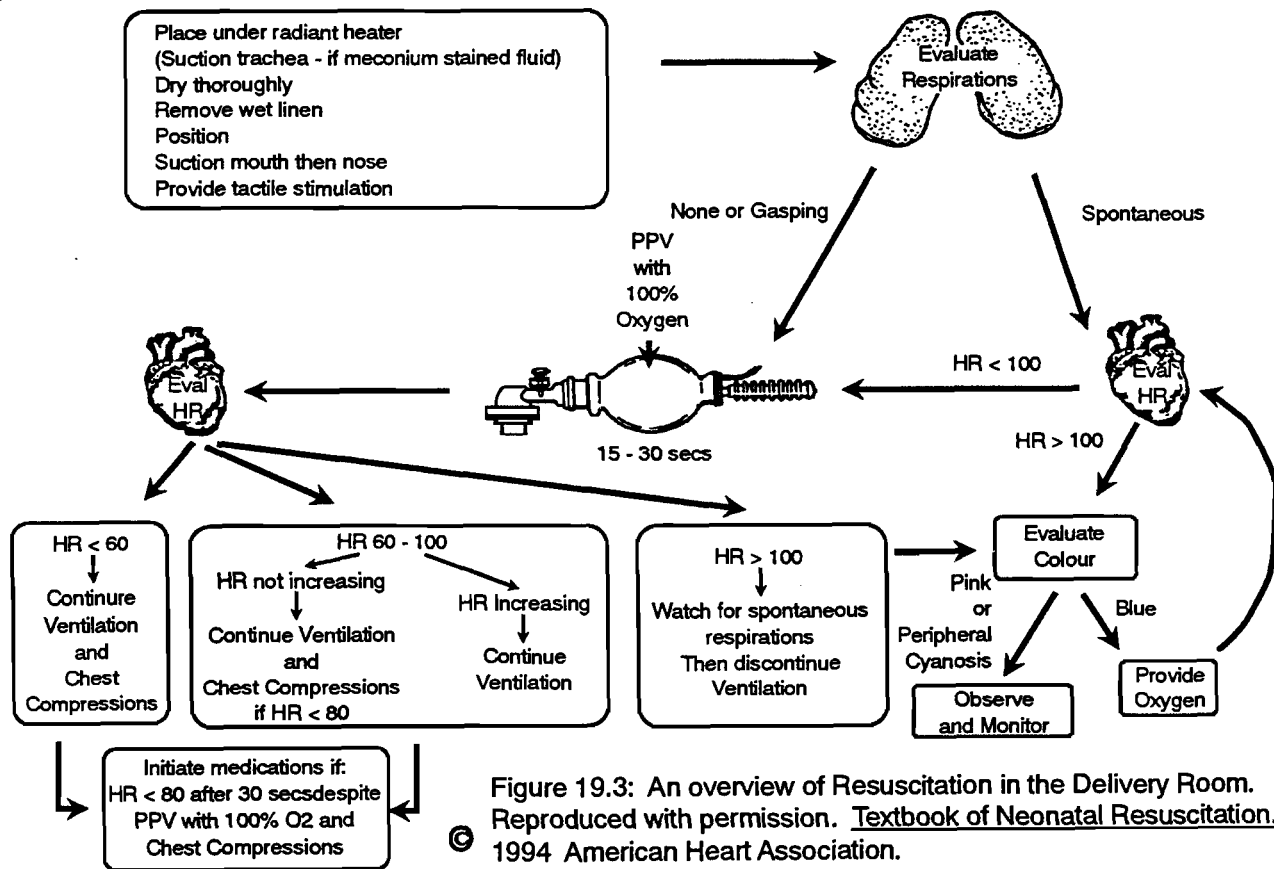 Place under radiant heater
(Suction trachea - if meconium stained fluid)
Dry thoroughly
Remove wet linen
Position
Suction mouth then nose
Provide tactile stimulation
Evaluate
Respirations
None or Gasping
Spontaneous
PPV
with
100%
Oxygen
15 - 30 secs
Eval
HR
HR < 100
Eval
HR
HR > 100
HR < 60
Continure
Ventilation
and
Chest
Compressions
HR 60 - 100
HR not increasing
Continue Ventilation
and
Chest Compressions
if HR < 80
HR Increasing
Continue
Ventilation
HR > 100
Watch for spontaneous
respirations
Then discontinue
Ventilation
Evaluate
Colour
Pink
or
Peripheral
Cyanosis
Blue
Observe
and Monitor
Provide
Oxygen
Initiate medications if:
HR < 80 after 30 secsdespite
PPV with 100% O2 and
Chest Compressions
Figure 19.3: An overview of Resuscitation in the Delivery Room.
Reproduced with permission. Textbook of Neonatal Resuscitation.
© 1994 American Heart Association.